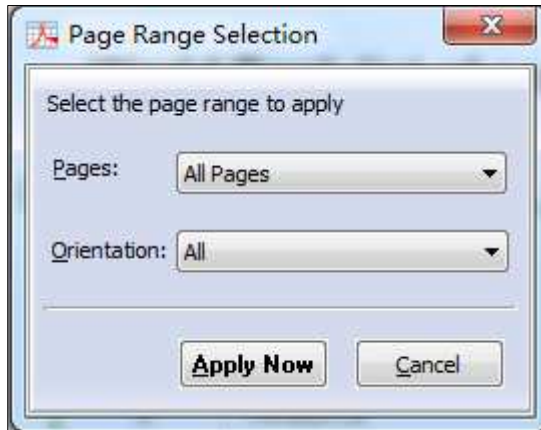 Page Range Selection
Select the page range to apply
Pages: All Pages
Orientation: All
Apply Now Cancel